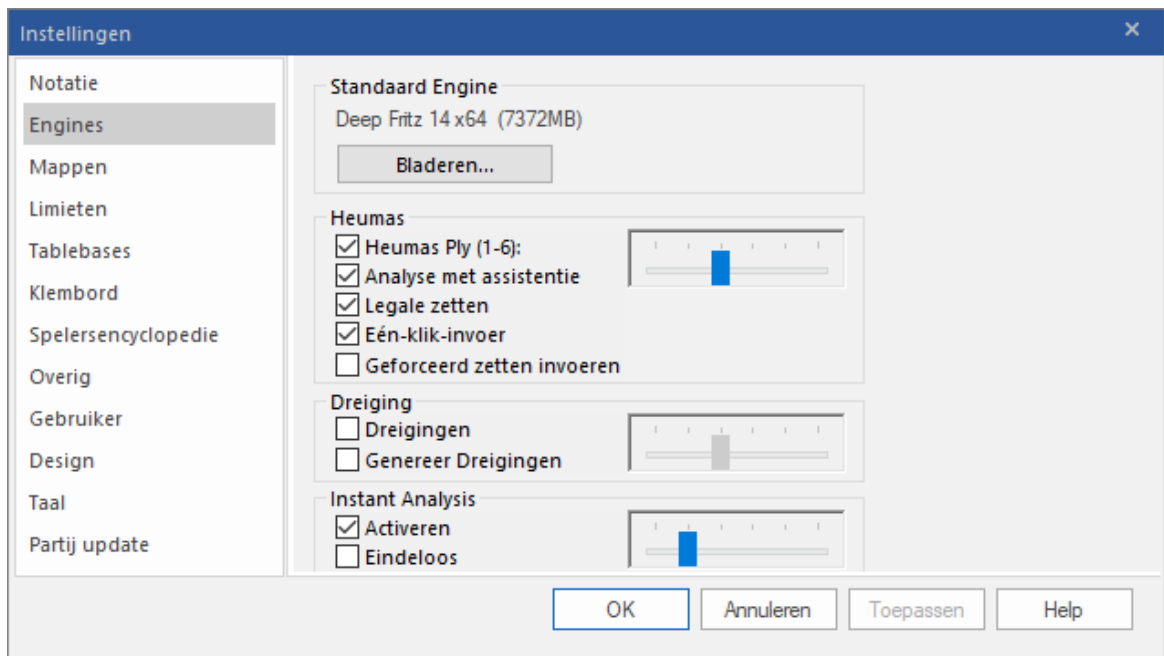 Instellingen
Notatie
Engines
Mappen
Limieten
Tablebases
Klembord
Spelersencyclopedie
Overig
Gebruiker
Design
Taal
Partij update
Standaard Engine
Deep Fritz 14 x64 (7372MB)
Bladeren...
Heumas
Heumas Ply (1-6):
Analyse met assistentie
Legale zetten
Eén-klik-invoer
Geforceerd zetten invoeren
Dreiging
Dreigingen
Genereer Dreigingen
Instant Analysis
Activeren
Eindeloos
OK Annuleren Toepassen Help